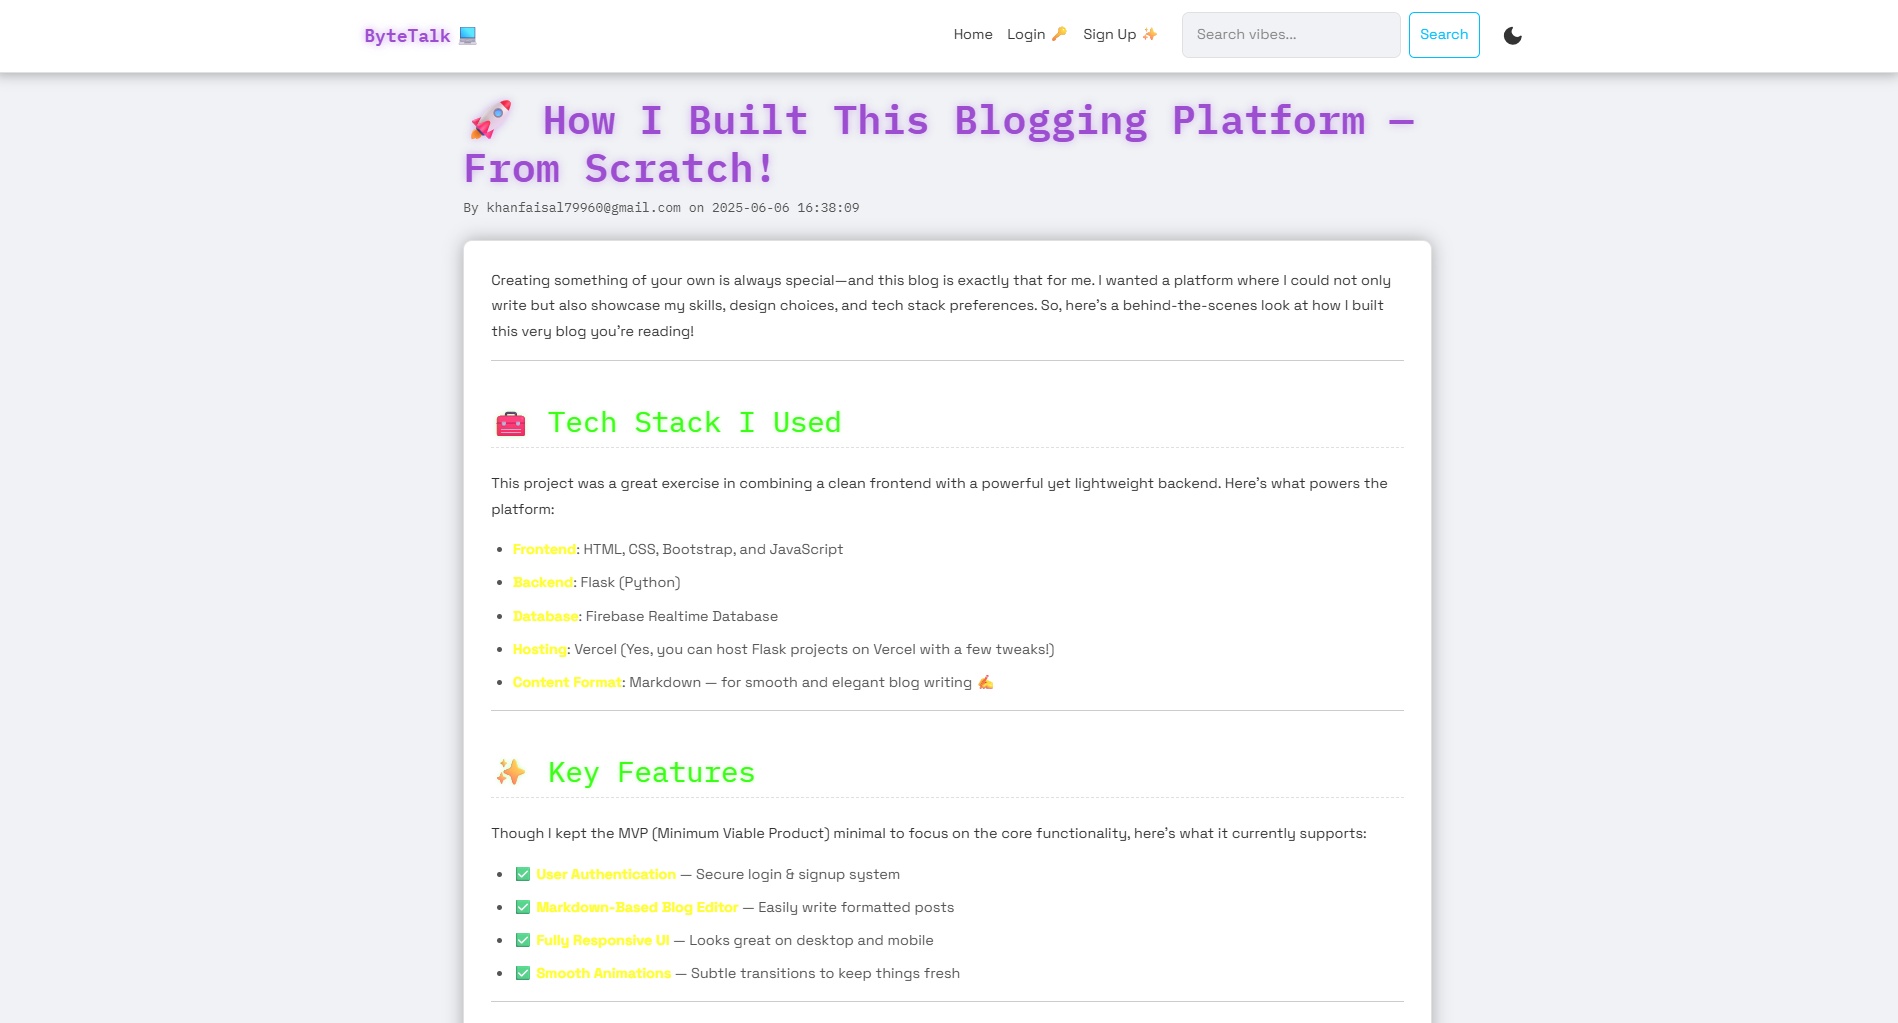 ByteTalk 💻
Home Login 🔑 Sign Up ✨ Search vibes... Search
🚀 How I Built This Blogging Platform —
From Scratch!
By khanfaisal79960@gmail.com on 2025-06-06 16:38:09
Creating something of your own is always special—and this blog is exactly that for me. I wanted a platform where I could not only
write but also showcase my skills, design choices, and tech stack preferences. So, here's a behind-the-scenes look at how I built
this very blog you're reading!
🧰 Tech Stack I Used
This project was a great exercise in combining a clean frontend with a powerful yet lightweight backend. Here's what powers the
platform:
• Frontend: HTML, CSS, Bootstrap, and JavaScript
• Backend: Flask (Python)
• Database: Firebase Realtime Database
• Hosting: Vercel (Yes, you can host Flask projects on Vercel with a few tweaks!)
• Content Format: Markdown — for smooth and elegant blog writing ✍️
✨ Key Features
Though I kept the MVP (Minimum Viable Product) minimal to focus on the core functionality, here's what it currently supports:
• ✅ User Authentication — Secure login & signup system
• ✅ Markdown-Based Blog Editor — Easily write formatted posts
• ✅ Fully Responsive UI — Looks great on desktop and mobile
• ✅ Smooth Animations — Subtle transitions to keep things fresh